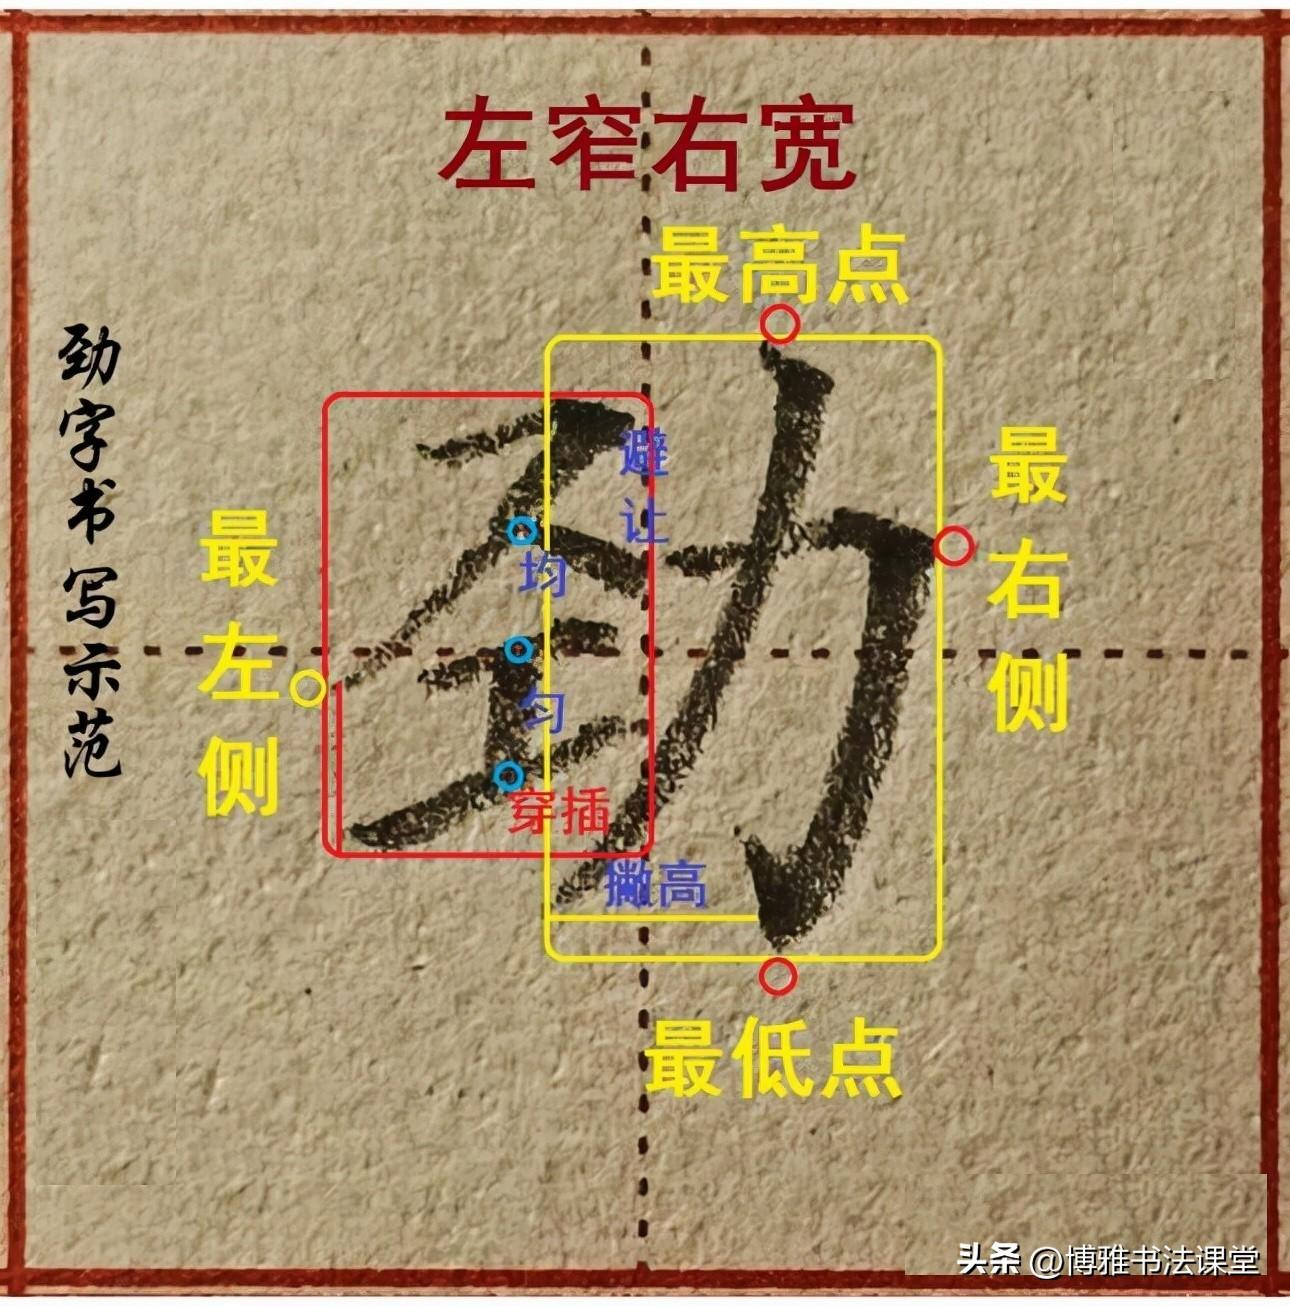 左窄右宽
最高点
劲字书写示范
最左侧
避让
均匀
劲
穿插
撇高
最右侧
最低点
头条 @博雅书法课堂